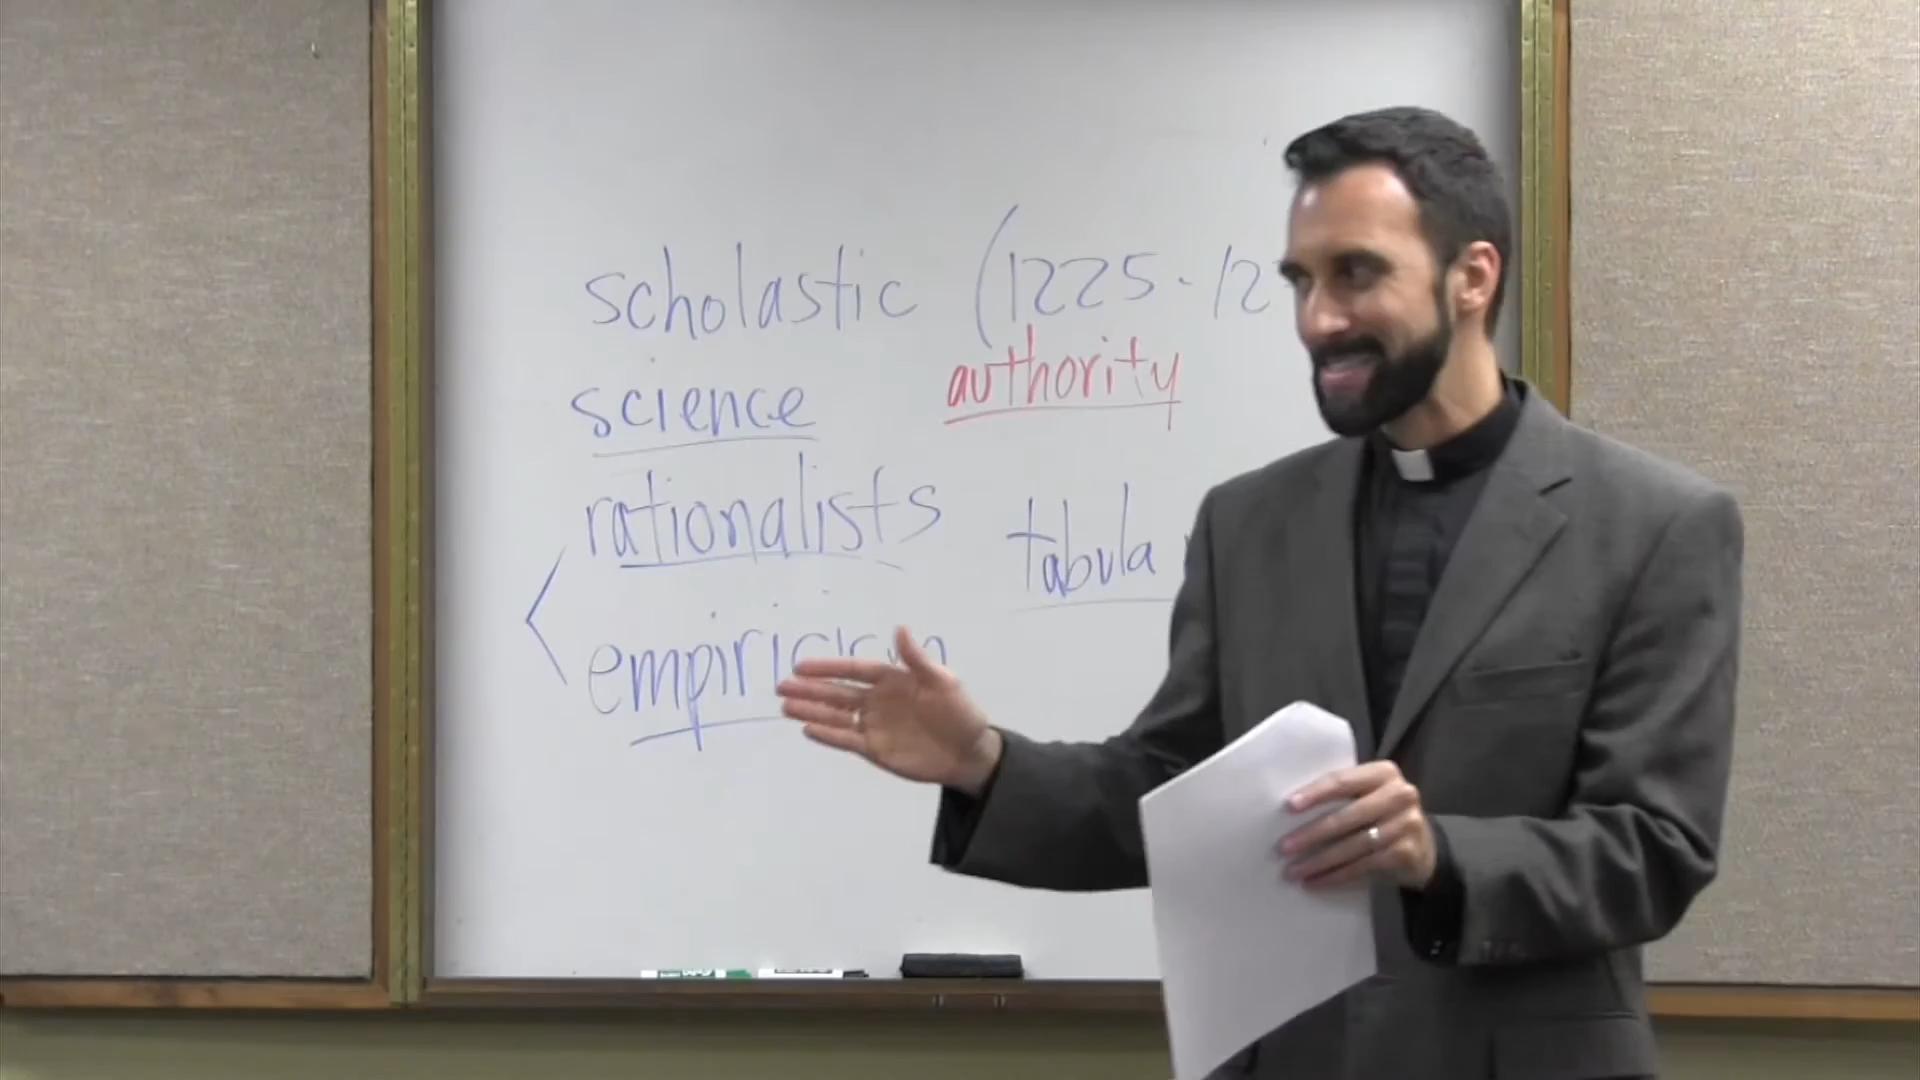 scholastic (1225-12
science authority
rationalists tabula
empiricism